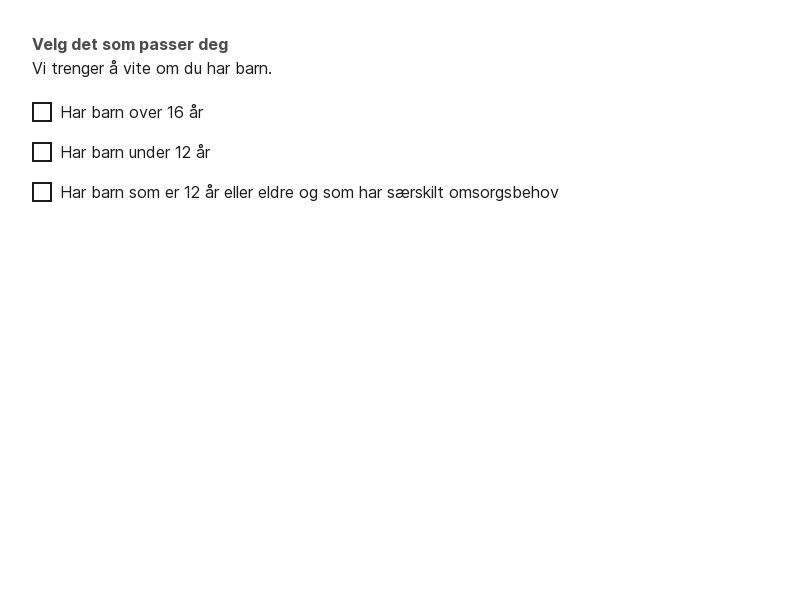 Velg det som passer deg
Vi trenger å vite om du har barn.
Har barn over 16 år
Har barn under 12 år
Har barn som er 12 år eller eldre og som har særskilt omsorgsbehov